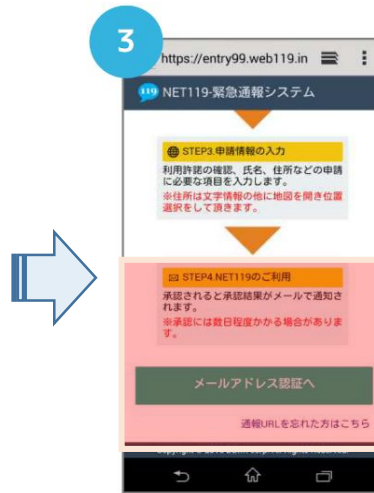 3
https://entry99.web119.in
119 NET119-緊急通報システム
STEP3.申請情報の入力
利用許諾の確認、氏名、住所などの申請
に必要な項目を入力します。
※住所は文字情報の他に地図を開き位置
選択をして頂きます。
STEP4.NET119のご利用
承認されると承認結果がメールで通知さ
れます。
※承認には数日程度かかる場合がありま
す。
メールアドレス認証へ
通報URLを忘れた方はこちら